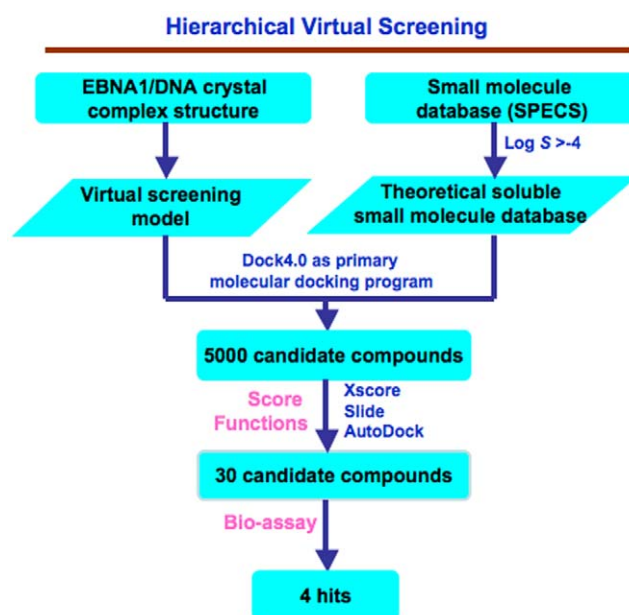 Hierarchical Virtual Screening
EBNA1/DNA crystal
complex structure
Small molecule
database (SPECS)
Log S >-4
Virtual screening
model
Theoretical soluble
small molecule database
Dock4.0 as primary
molecular docking program
5000 candidate compounds
Score
Functions
Xscore
Slide
AutoDock
30 candidate compounds
Bio-assay
4 hits